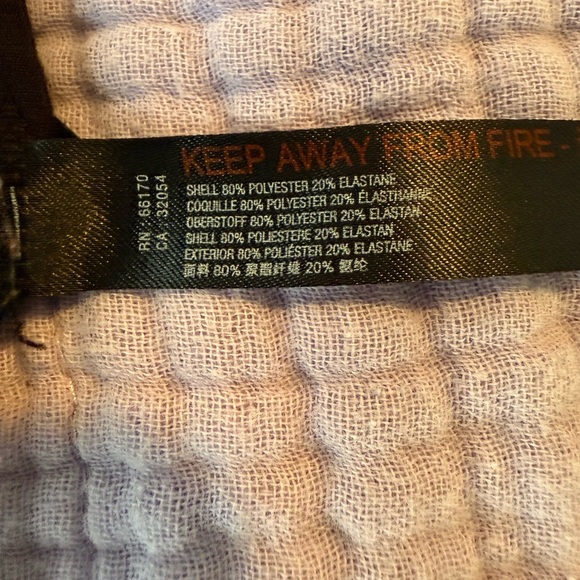 KEEP AWAY FROM FIRE -
RN 66170
CA 32054
SHELL 80% POLYESTER 20% ELASTANE
COQUILLE 80% POLYESTER 20% ÉLASTHANNE
OBERSTOFF 80% POLYESTER 20% ELASTAN
SHELL 80% POLIESTERE 20% ELASTAN
EXTERIOR 80% POLIÉSTER 20% ELASTANE
面料 80% 聚酯纤维 20% 氨纶